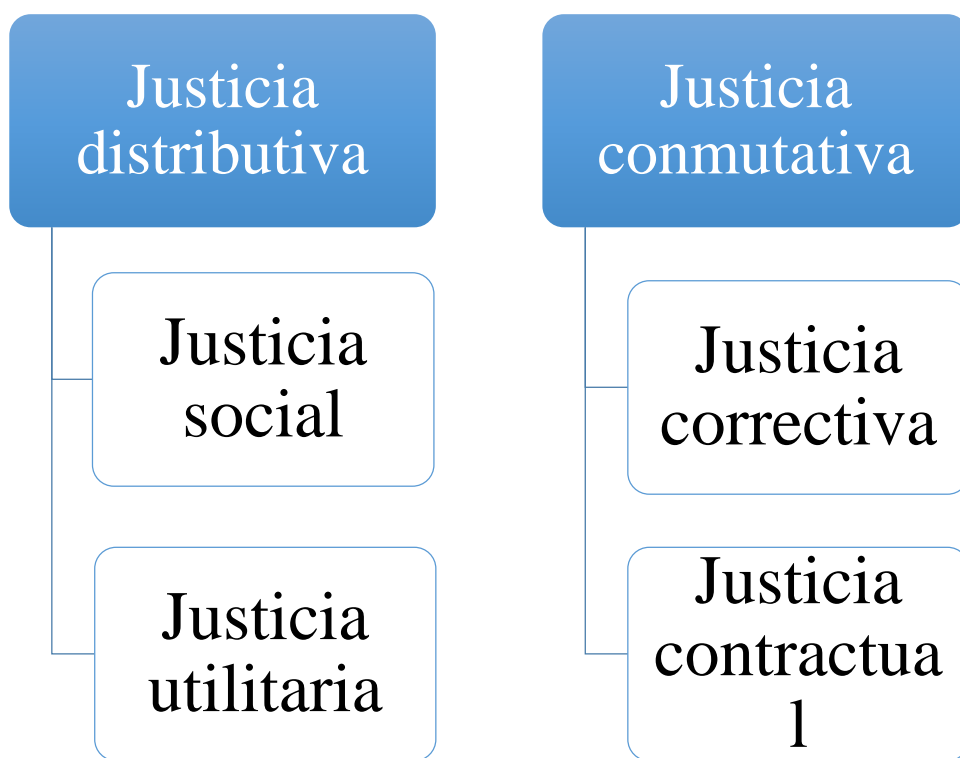 Justicia
distributiva
Justicia
social
Justicia
utilitaria
Justicia
conmutativa
Justicia
correctiva
Justicia
contractua
l